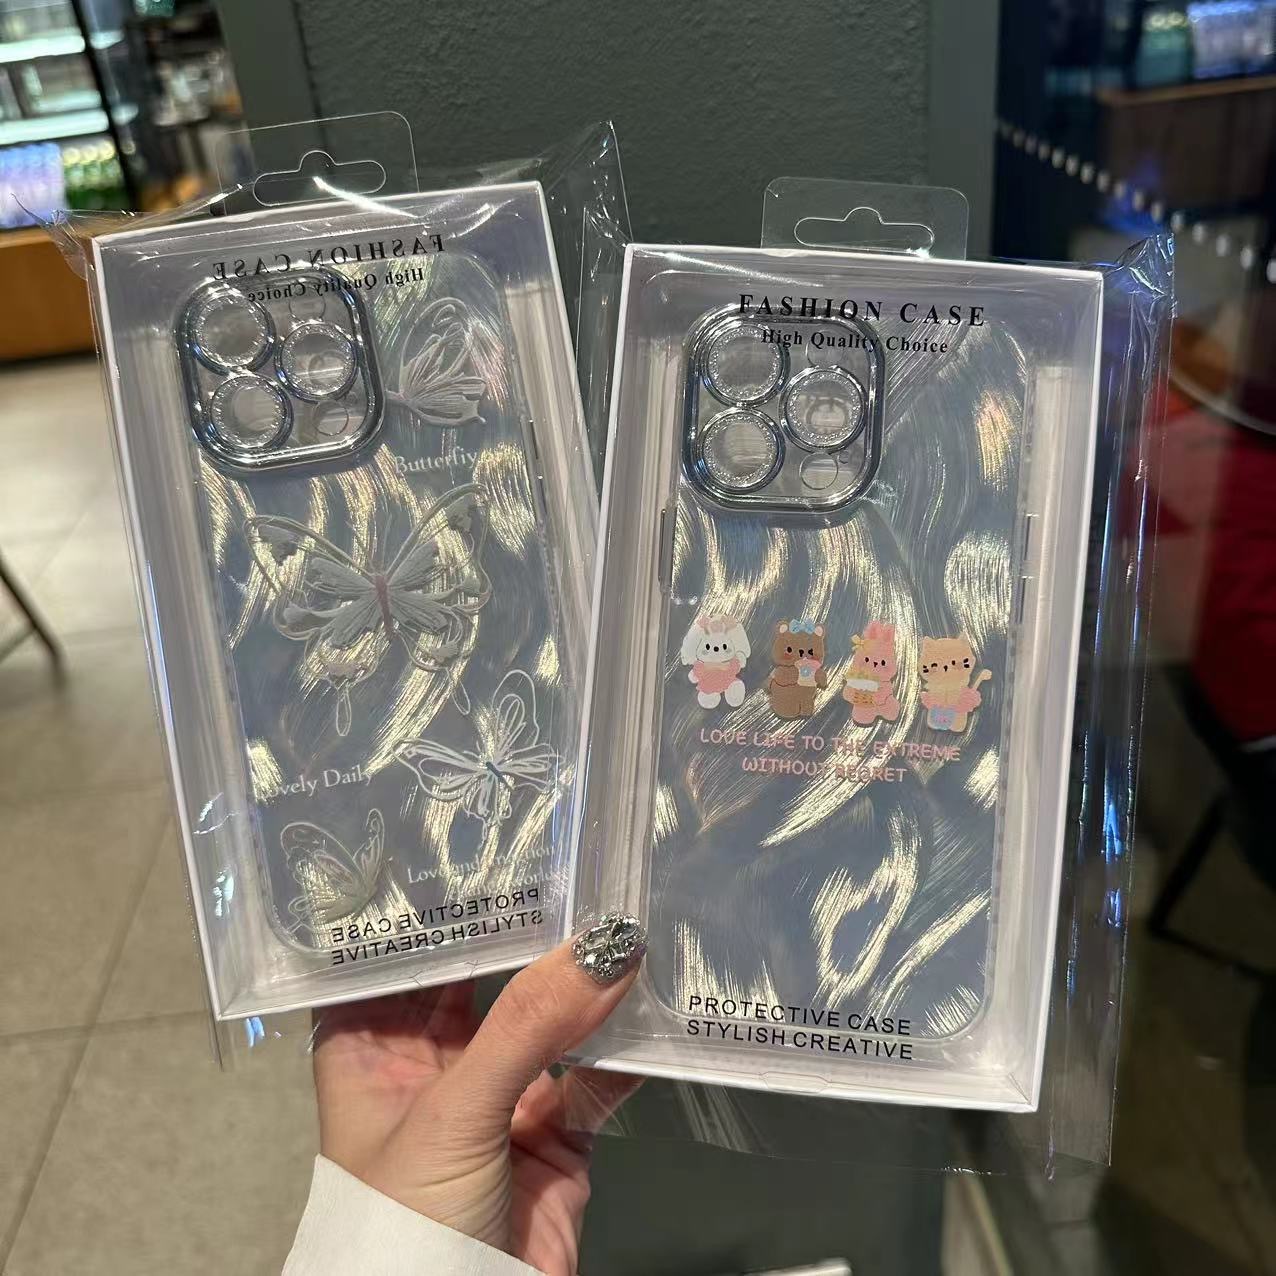 FASHION CASE
High Quality Choice
Butterfly
Lovely Daily
PROTECTIVE CASE
STYLISH CREATIVE
FASHION CASE
High Quality Choice
LOVE LIFE TO THE EXTREME
WITHOUT REGRET
PROTECTIVE CASE
STYLISH CREATIVE